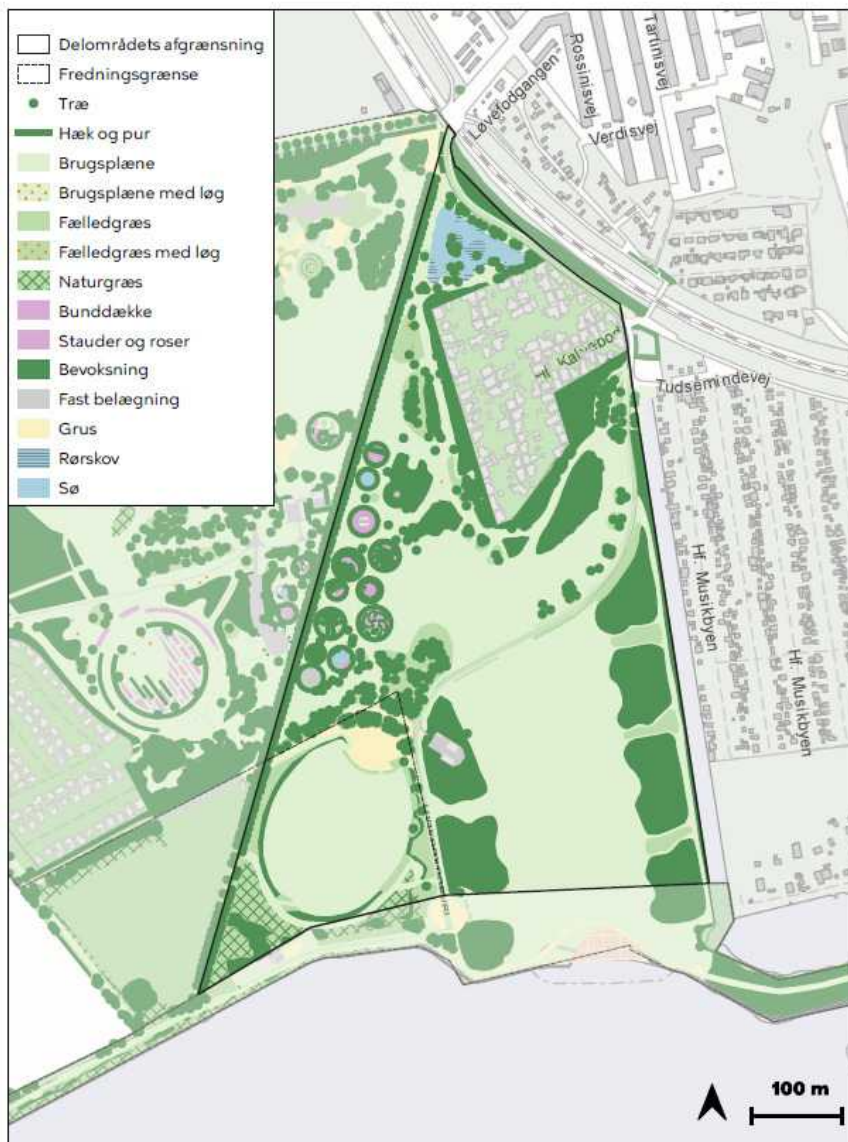 Delområdets afgrænsning
Fredningsgrænse
Træ
Hæk og pur
Brugsplæne
Brugsplæne med løg
Fælledgræs
Fælledgræs med løg
Naturgræs
Bunddække
Stauder og roser
Bevoksning
Fast belægning
Grus
Rørskov
Sø
Løvefodgangen
Rossinisvej
Tartinisvej
Verdisvej
Tudsemindevej
Hf. Musikbyen
Hf. Musikbyen
100 m